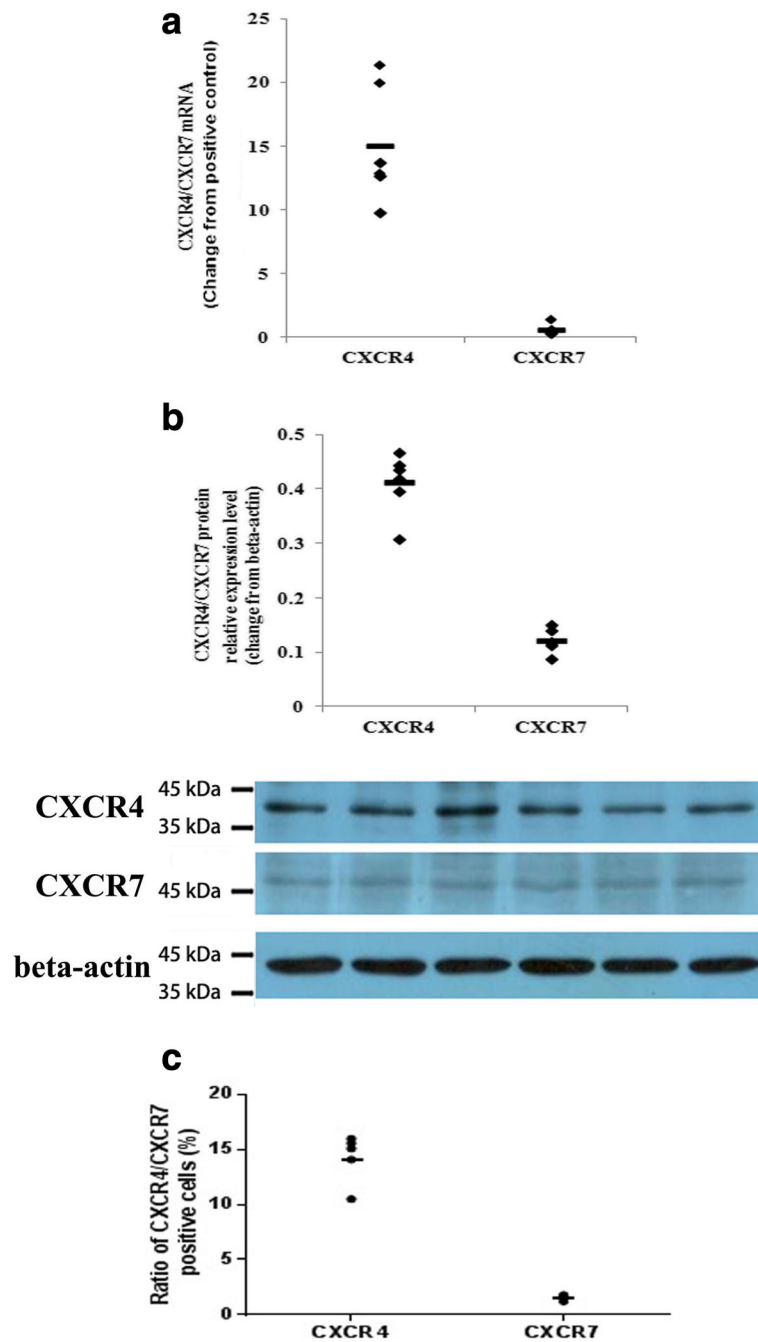 a
CXCR4/CXCR7 mRNA
(Change from positive control)
25
20
15
10
5
0
CXCR4 CXCR7
b
CXCR4/CXCR7 protein
relative expression level
(change from beta-actin)
0.5
0.4
0.3
0.2
0.1
0
CXCR4 CXCR7
CXCR4
45 kDa
35 kDa
CXCR7
45 kDa
beta-actin
45 kDa
35 kDa
c
Ratio of CXCR4/CXCR7
positive cells (%)
20
15
10
5
0
CXCR4 CXCR7